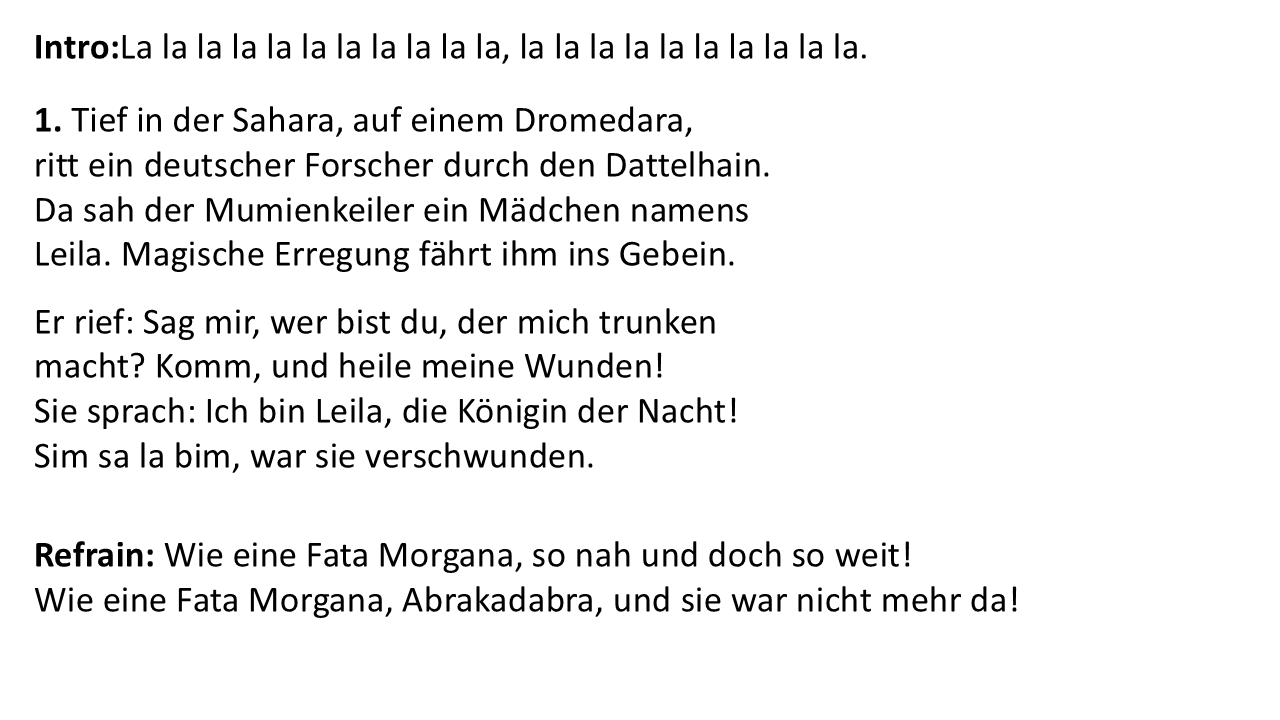 Intro:La la la la la la la la la la la, la la la la la la la la la la.
1. Tief in der Sahara, auf einem Dromedara,
ritt ein deutscher Forscher durch den Dattelhain.
Da sah der Mumienkeiler ein Mädchen namens
Leila. Magische Erregung fährt ihm ins Gebein.
Er rief: Sag mir, wer bist du, der mich trunken
macht? Komm, und heile meine Wunden!
Sie sprach: Ich bin Leila, die Königin der Nacht!
Sim sa la bim, war sie verschwunden.
Refrain: Wie eine Fata Morgana, so nah und doch so weit!
Wie eine Fata Morgana, Abrakadabra, und sie war nicht mehr da!